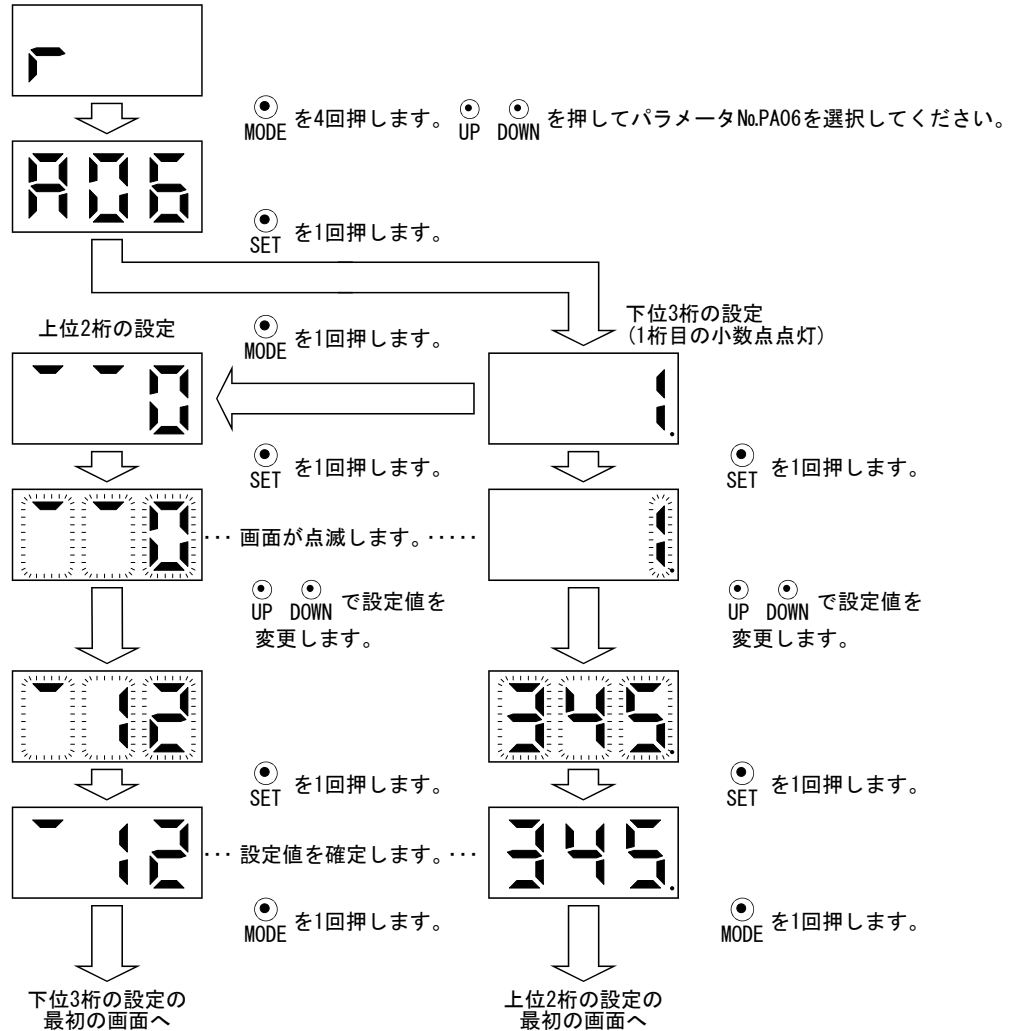 r
MODE を4回押します。 UP DOWN を押してパラメータNo.PA06を選択してください。
A06
SET を1回押します。
上位2桁の設定
MODE を1回押します。
下位3桁の設定
(1桁目の小数点点灯)
‾‾0
1.
SET を1回押します。
SET を1回押します。
‾‾0
‥‥画面が点滅します。‥‥‥
1.
UP DOWN で設定値を
変更します。
UP DOWN で設定値を
変更します。
‾12
345.
SET を1回押します。
SET を1回押します。
‾12
‥‥設定値を確定します。‥‥
345.
MODE を1回押します。
MODE を1回押します。
下位3桁の設定の
最初の画面へ
上位2桁の設定の
最初の画面へ